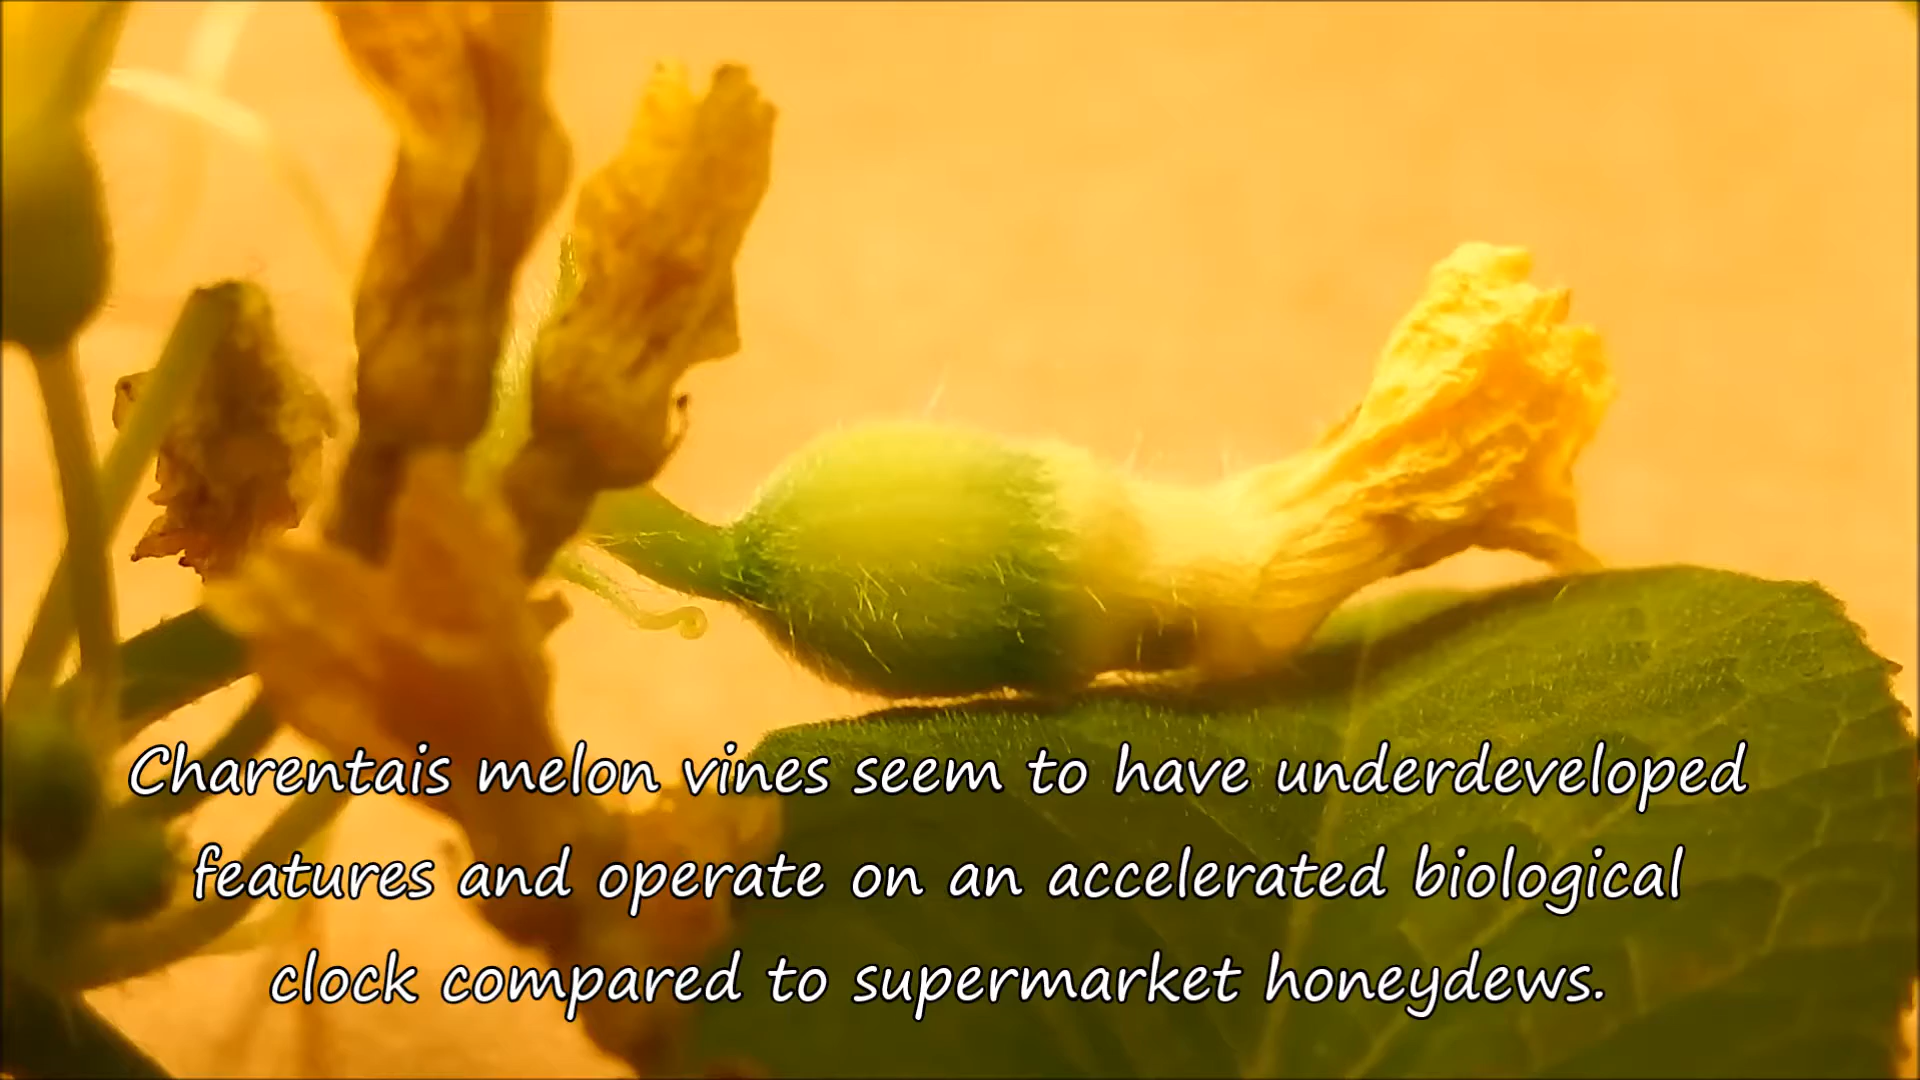 Charentais melon vines seem to have underdeveloped
features and operate on an accelerated biological
clock compared to supermarket honeydews.